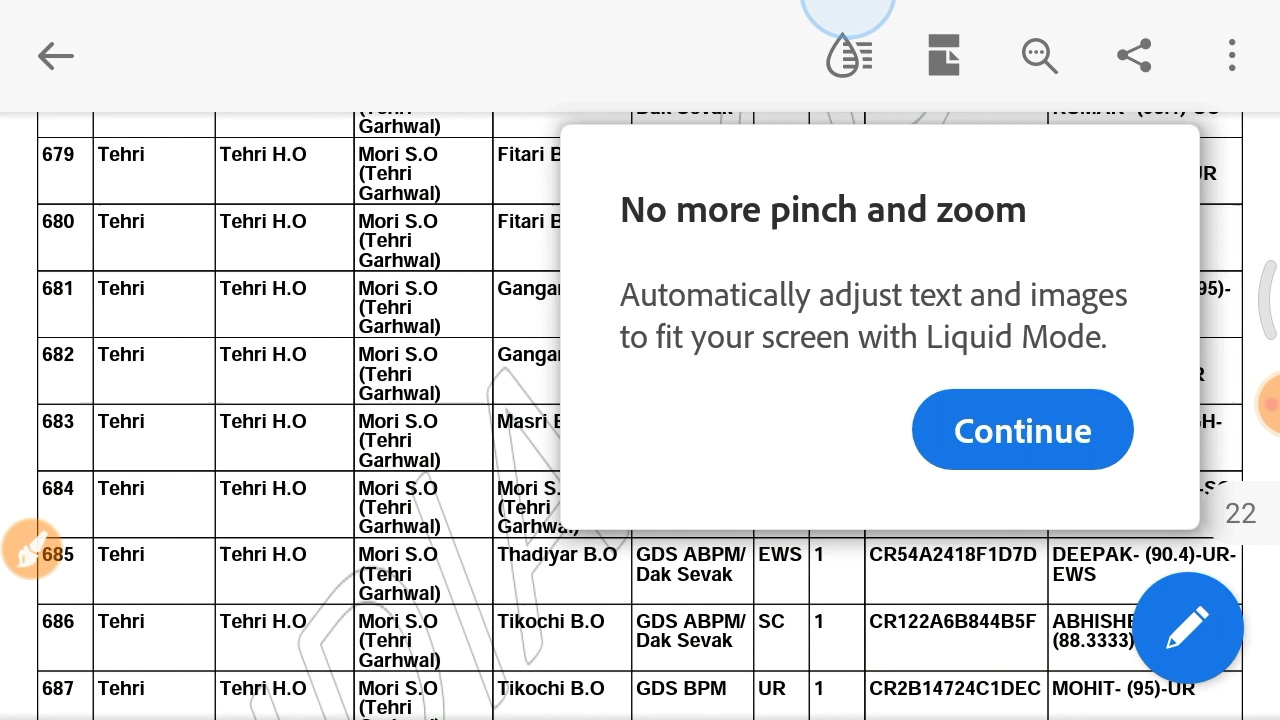 (Tehri
Garhwal)
Dak Sevak
679 Tehri Tehri H.O Mori S.O
(Tehri
Garhwal)
Fitari
680 Tehri Tehri H.O Mori S.O
(Tehri
Garhwal)
Fitari
681 Tehri Tehri H.O Mori S.O
(Tehri
Garhwal)
682 Tehri Tehri H.O Mori S.O
(Tehri
Garhwal)
683 Tehri Tehri H.O Mori S.O
(Tehri
Garhwal)
Masri
684 Tehri Tehri H.O Mori S.O
(Tehri
Garhwal)
Mori
(Tehri
No more pinch and zoom
Automatically adjust text and images
to fit your screen with Liquid Mode.
Continue
22
685 Tehri Tehri H.O Mori S.O
(Tehri
Garhwal)
Thadiyar B.O GDS ABPM/
Dak Sevak
EWS 1 CR54A2418F1D7D DEEPAK- (90.4)-UR-
EWS
686 Tehri Tehri H.O Mori S.O
(Tehri
Garhwal)
Tikochi B.O GDS ABPM/
Dak Sevak
SC 1 CR122A6B844B5F
(88.3333)
687 Tehri Tehri H.O Mori S.O
(Tehri
Tikochi B.O GDS BPM UR 1 CR2B14724C1DEC MOHIT- (95)-UR